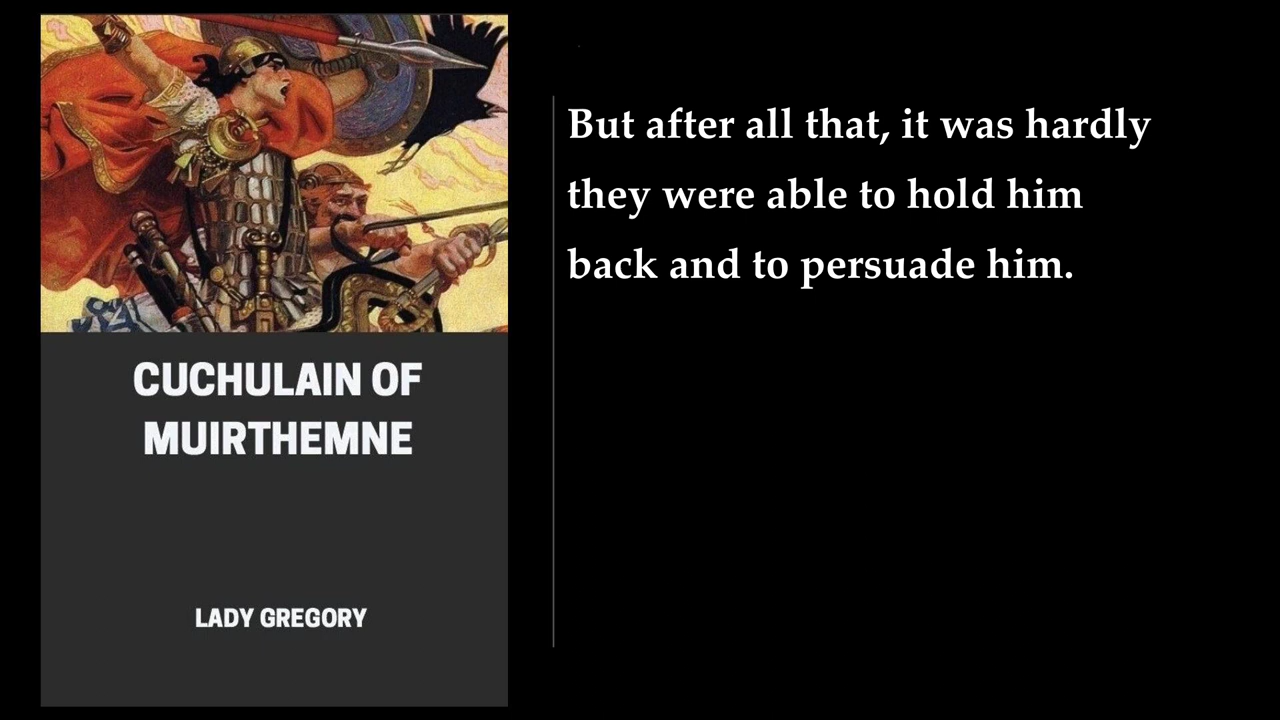 CUCHULAIN OF
MUIRTHEMNE
LADY GREGORY
But after all that, it was hardly
they were able to hold him
back and to persuade him.